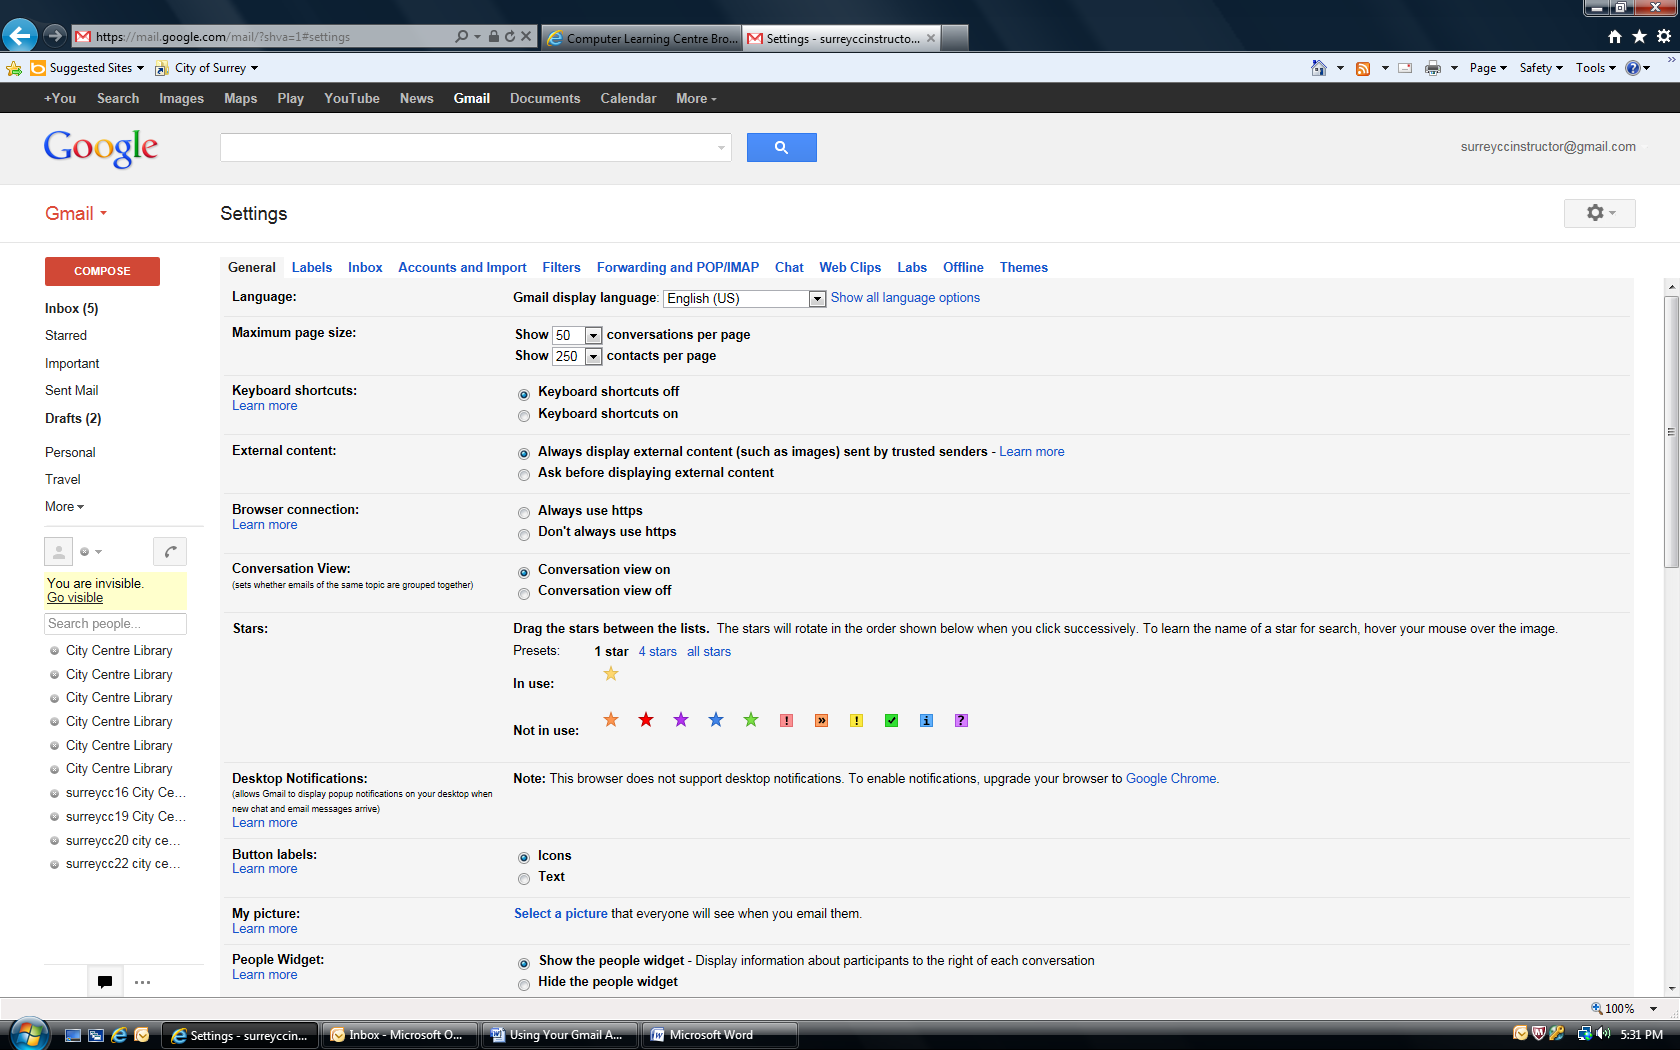 https://mail.google.com/mail/?shva=1#settings
Computer Learning Centre Bro...
Settings - surreyccinstructo...
Suggested Sites
City of Surrey
Page
Safety
Tools
+You Search Images Maps Play YouTube News Gmail Documents Calendar More
Google
surreyccinstructor@gmail.com
Gmail
Settings
COMPOSE
Inbox (5)
Starred
Important
Sent Mail
Drafts (2)
Personal
Travel
More
You are invisible.
Go visible
Search people...
City Centre Library
City Centre Library
City Centre Library
City Centre Library
City Centre Library
City Centre Library
surreycc16 City Ce...
surreycc19 City Ce...
surreycc20 city ce...
surreycc22 city ce...
General Labels Inbox Accounts and Import Filters Forwarding and POP/IMAP Chat Web Clips Labs Offline Themes
Language:
Gmail display language: English (US) Show all language options
Maximum page size:
Show 50 conversations per page
Show 250 contacts per page
Keyboard shortcuts:
Learn more
Keyboard shortcuts off
Keyboard shortcuts on
External content:
Always display external content (such as images) sent by trusted senders - Learn more
Ask before displaying external content
Browser connection:
Learn more
Always use https
Don't always use https
Conversation View:
(sets whether emails of the same topic are grouped together)
Conversation view on
Conversation view off
Stars:
Drag the stars between the lists. The stars will rotate in the order shown below when you click successively. To learn the name of a star for search, hover your mouse over the image.
Presets: 1 star 4 stars all stars
In use:
Not in use: ! » ! ✓ i ?
Desktop Notifications:
(allows Gmail to display popup notifications on your desktop when
new chat and email messages arrive)
Learn more
Note: This browser does not support desktop notifications. To enable notifications, upgrade your browser to Google Chrome.
Button labels:
Learn more
Icons
Text
My picture:
Learn more
Select a picture that everyone will see when you email them.
People Widget:
Learn more
Show the people widget - Display information about participants to the right of each conversation
Hide the people widget
100%
Settings - surreyccin...
Inbox - Microsoft O...
Using Your Gmail A...
Microsoft Word
5:31 PM